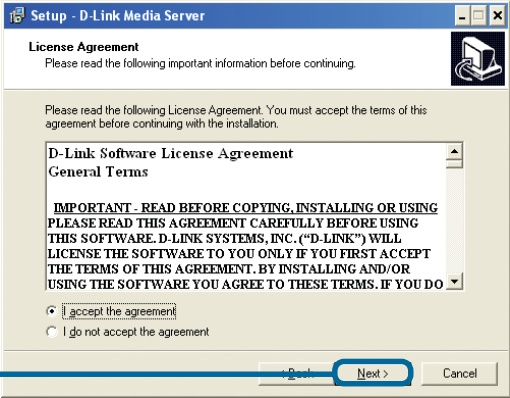 Setup - D-Link Media Server
License Agreement
Please read the following important information before continuing.
Please read the following License Agreement. You must accept the terms of this
agreement before continuing with the installation.
D-Link Software License Agreement
General Terms
IMPORTANT - READ BEFORE COPYING, INSTALLING OR USING
PLEASE READ THIS AGREEMENT CAREFULLY BEFORE USING
THIS SOFTWARE. D-LINK SYSTEMS, INC. (“D-LINK”) WILL
LICENSE THE SOFTWARE TO YOU ONLY IF YOU FIRST ACCEPT
THE TERMS OF THIS AGREEMENT. BY INSTALLING AND/OR
USING THE SOFTWARE YOU AGREE TO THESE TERMS. IF YOU DO
I accept the agreement
I do not accept the agreement
Next >
Cancel